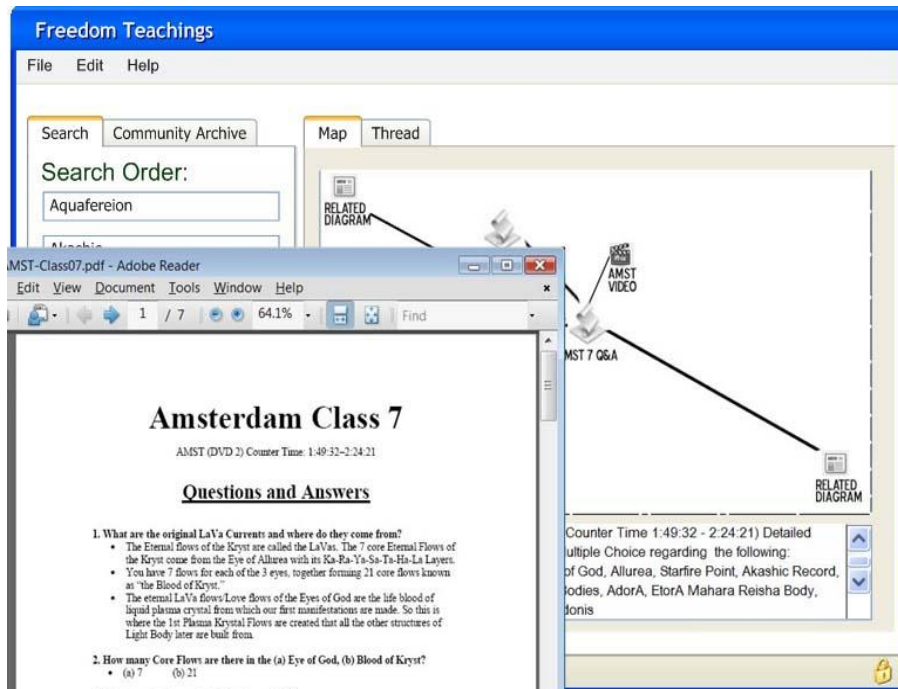 Freedom Teachings
File Edit Help
Search Community Archive
Search Order:
Aquafereion
Akashic
Map Thread
RELATED
DIAGRAM
AMST
VIDEO
MST 7 Q&A
RELATED
DIAGRAM
Counter Time 1:49:32 - 2:24:21) Detailed
ultiple Choice regarding the following:
of God, Allurea, Starfire Point, Akashic Record,
odies, AdorA, EtorA Mahara Reisha Body,
donis
AMST-Class07.pdf - Adobe Reader
Edit View Document Tools Window Help
1 / 7 64.1% Find
Amsterdam Class 7
AMST (DVD 2) Counter Time: 1:49:32–2:24:21
Questions and Answers
1. What are the original LaVa Currents and where do they come from?
• The Eternal flows of the Kryst are called the LaVas. The 7 core Eternal Flows of
the Kryst come from the Eye of Allurea with its Ka-Ra-Ya-Sa-Ta-Ha-La Layers.
• You have 7 flows for each of the 3 eyes, together forming 21 core flows known
as “the Blood of Kryst.”
• The eternal LaVa flows/Love flows of the Eyes of God are the life blood of
liquid plasma crystal from which our first manifestations are made. So this is
where the 1st Plasma Krystal Flows are created that all the other structures of
Light Body later are built from.
2. How many Core Flows are there in the (a) Eye of God, (b) Blood of Kryst?
• (a) 7 (b) 21